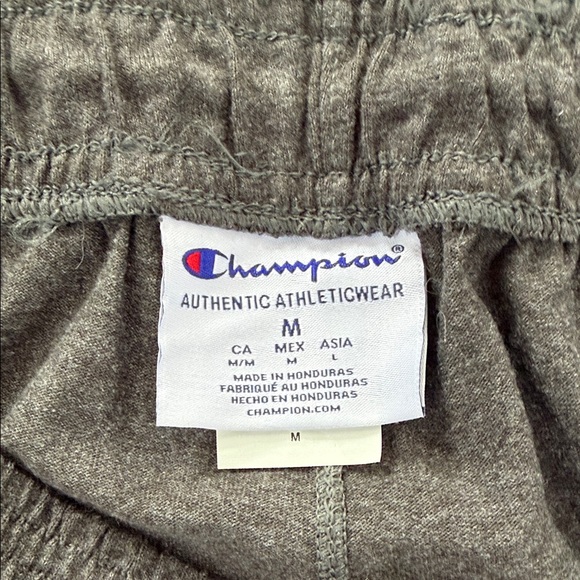 Champion®
AUTHENTIC ATHLETICWEAR
M
CA MEX ASIA
M/M M L
MADE IN HONDURAS
FABRIQUÉ AU HONDURAS
HECHO EN HONDURAS
CHAMPION.COM
M